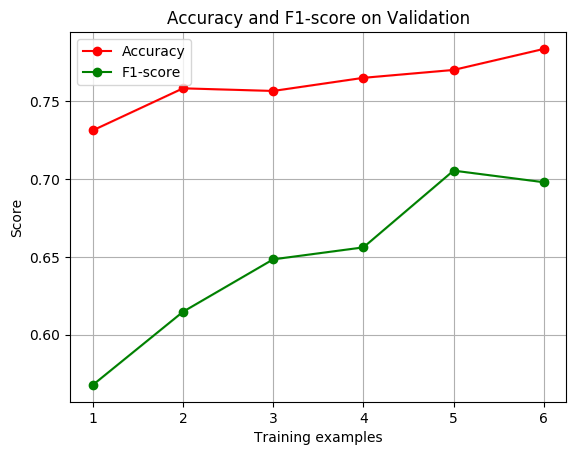 Accuracy and F1-score on Validation
Accuracy
F1-score
0.75
0.70
0.65
0.60
Score
1 2 3 4 5 6
Training examples